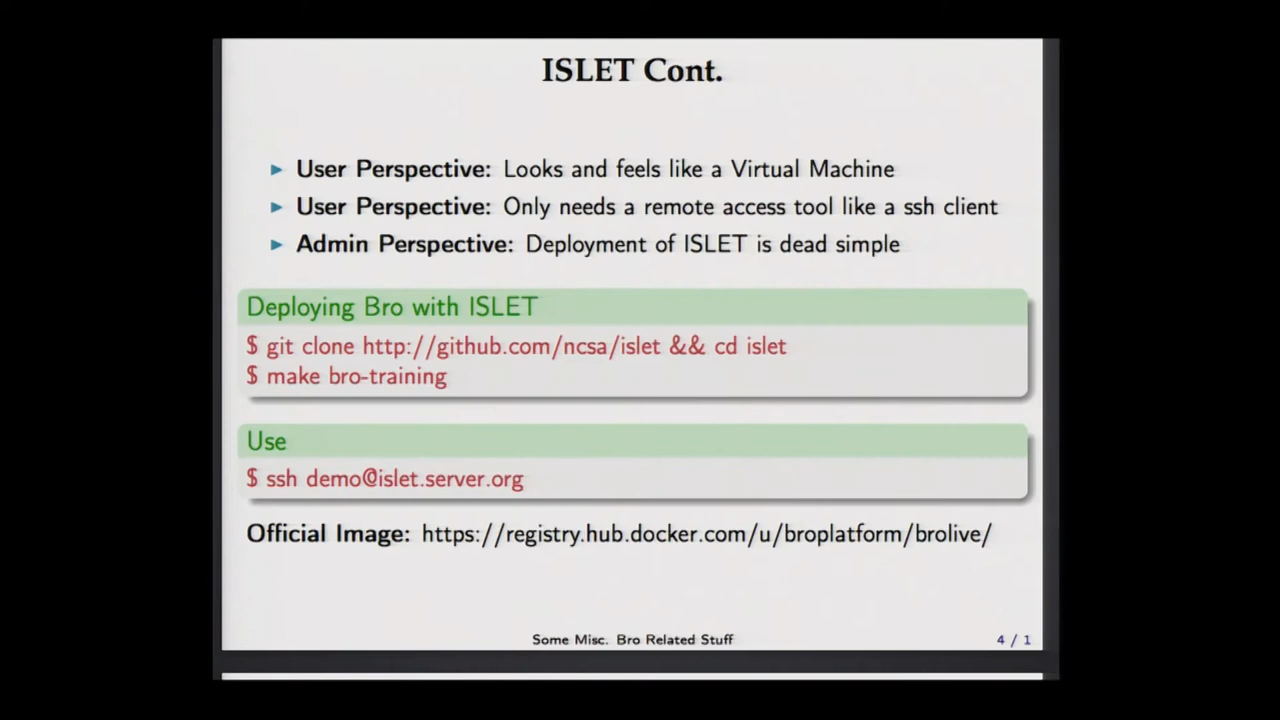 ISLET Cont.
▶ User Perspective: Looks and feels like a Virtual Machine
▶ User Perspective: Only needs a remote access tool like a ssh client
▶ Admin Perspective: Deployment of ISLET is dead simple
Deploying Bro with ISLET
$ git clone http://github.com/ncsa/islet && cd islet
$ make bro-training
Use
$ ssh demo@islet.server.org
Official Image: https://registry.hub.docker.com/u/broplatform/brolive/
Some Misc. Bro Related Stuff
4 / 1